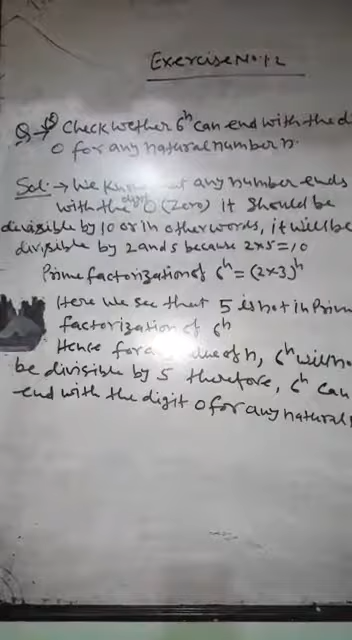 Exercise No. 1.2
Q→5 Check wether 6ⁿ can end with the d
0 for any natural number n.
Sol. → We Know any number ends
with the digit 0 (Zero) it should be
devisible by 10 or in other words, it will be
divisible by 2 and 5 because 2×5=10
Prime factorization of 6ⁿ = (2×3)ⁿ
Here we see that 5 is not in Prim
factorization of 6ⁿ
Hence for of n, 6ⁿ will no
be divisible by 5 therefore, 6ⁿ can
end with the digit 0 for any natural